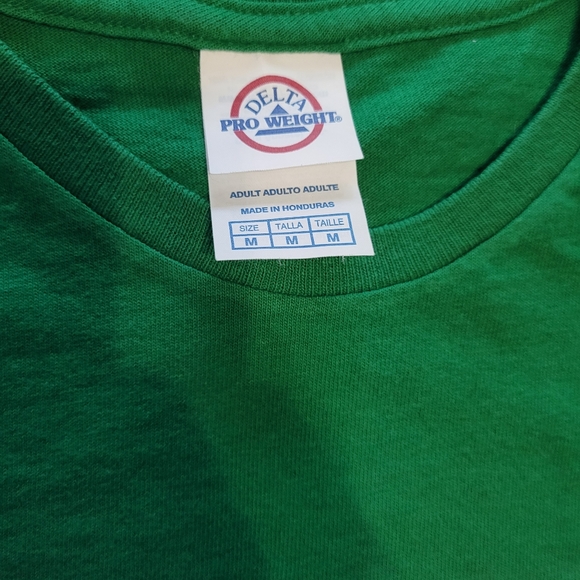 DELTA
PRO WEIGHT®
ADULT ADULTO ADULTE
MADE IN HONDURAS
SIZE TALLA TAILLE
M M M